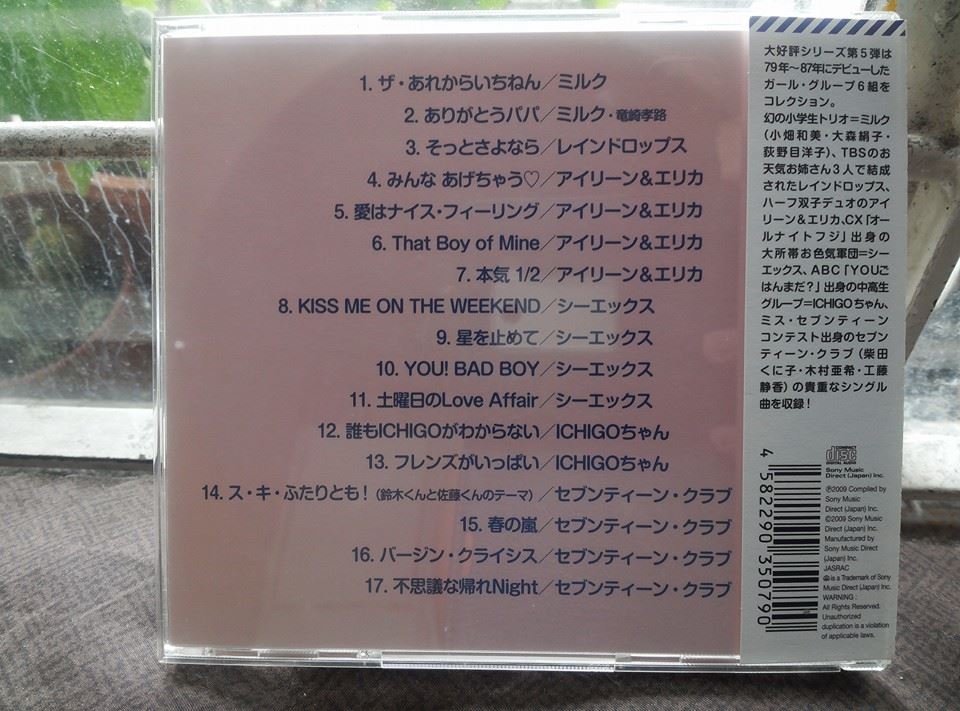 1. ザ・あれからいちねん／ミルク
2. ありがとうパパ／ミルク・竜崎孝路
3. そっとさよなら／レインドロップス
4. みんな あげちゃう♡／アイリーン&エリカ
5. 愛はナイス・フィーリング／アイリーン&エリカ
6. That Boy of Mine／アイリーン&エリカ
7. 本気 1/2／アイリーン&エリカ
8. KISS ME ON THE WEEKEND／シーエックス
9. 星を止めて／シーエックス
10. YOU! BAD BOY／シーエックス
11. 土曜日のLove Affair／シーエックス
12. 誰もICHIGOがわからない／ICHIGOちゃん
13. フレンズがいっぱい／ICHIGOちゃん
14. ス・キ・ふたりとも！（鈴木くんと佐藤くんのテーマ）／セブンティーン・クラブ
15. 春の嵐／セブンティーン・クラブ
16. バージン・クライシス／セブンティーン・クラブ
17. 不思議な帰れNight／セブンティーン・クラブ
大好評シリーズ第5弾は
79年〜87年にデビューした
ガール・グループ6組を
コレクション。
幻の小学生トリオ＝ミルク
（小畑和美・大森絹子・
荻野目洋子）、TBSのお
天気お姉さん3人で結成
されたレインドロップス、
ハーフ双子デュオのアイ
リーン&エリカ、CX「オー
ルナイトフジ」出身の
大所帯お色気軍団＝シー
エックス、ABC「YOUご
はんまだ？」出身の中高生
グループ＝ICHIGOちゃん、
ミス・セブンティーン
コンテスト出身のセブン
ティーン・クラブ（柴田
くに子・木村亜希・工藤
静香）の貴重なシングル
曲を収録！
COMPACT
disc
DIGITAL AUDIO
Sony Music
Direct (Japan) Inc.
℗2009 Compiled by
Sony Music
Direct (Japan) Inc.
©2009 Sony Music
Direct (Japan) Inc.
Manufactured by
Sony Music Direct
(Japan) Inc.
JASRAC
is a Trademark of Sony
Music Direct (Japan) Inc.
WARNING :
All Rights Reserved.
Unauthorized
duplication is a violation
of applicable laws.
4 582290 350790